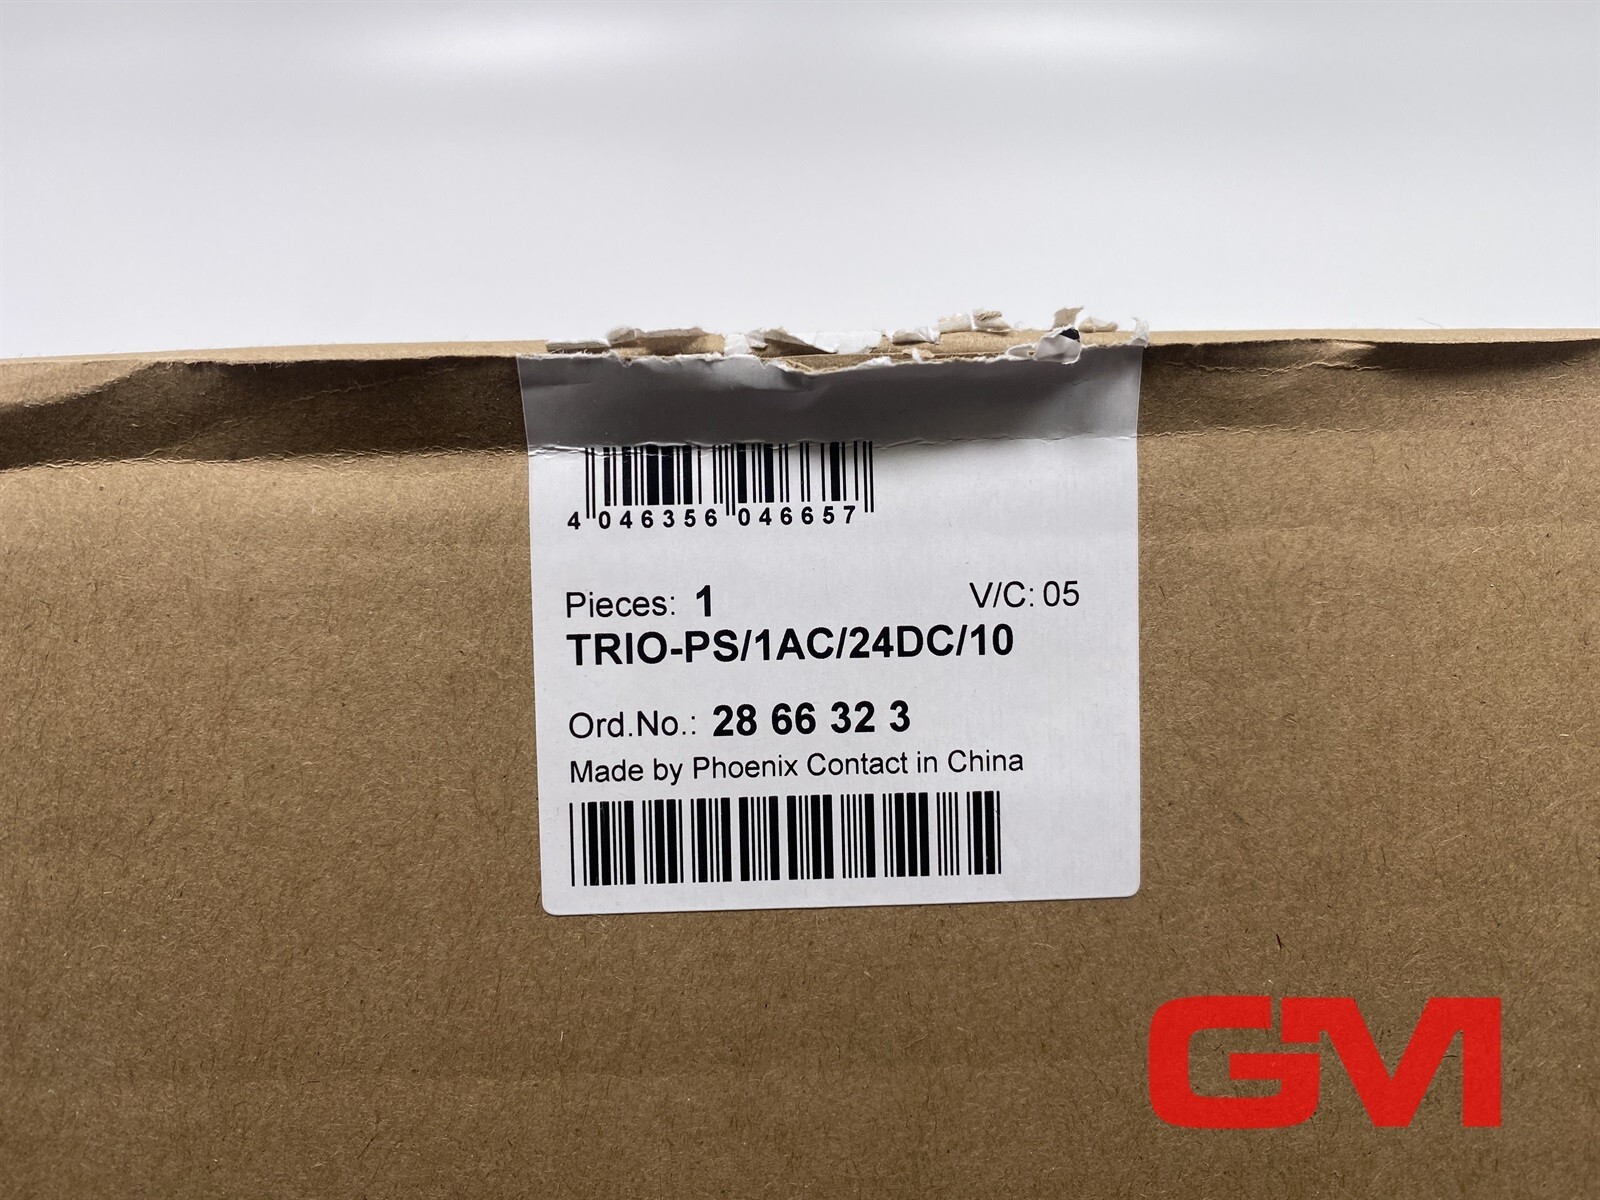 4 046356 046657
Pieces: 1 V/C: 05
TRIO-PS/1AC/24DC/10
Ord.No.: 28 66 32 3
Made by Phoenix Contact in China
GM